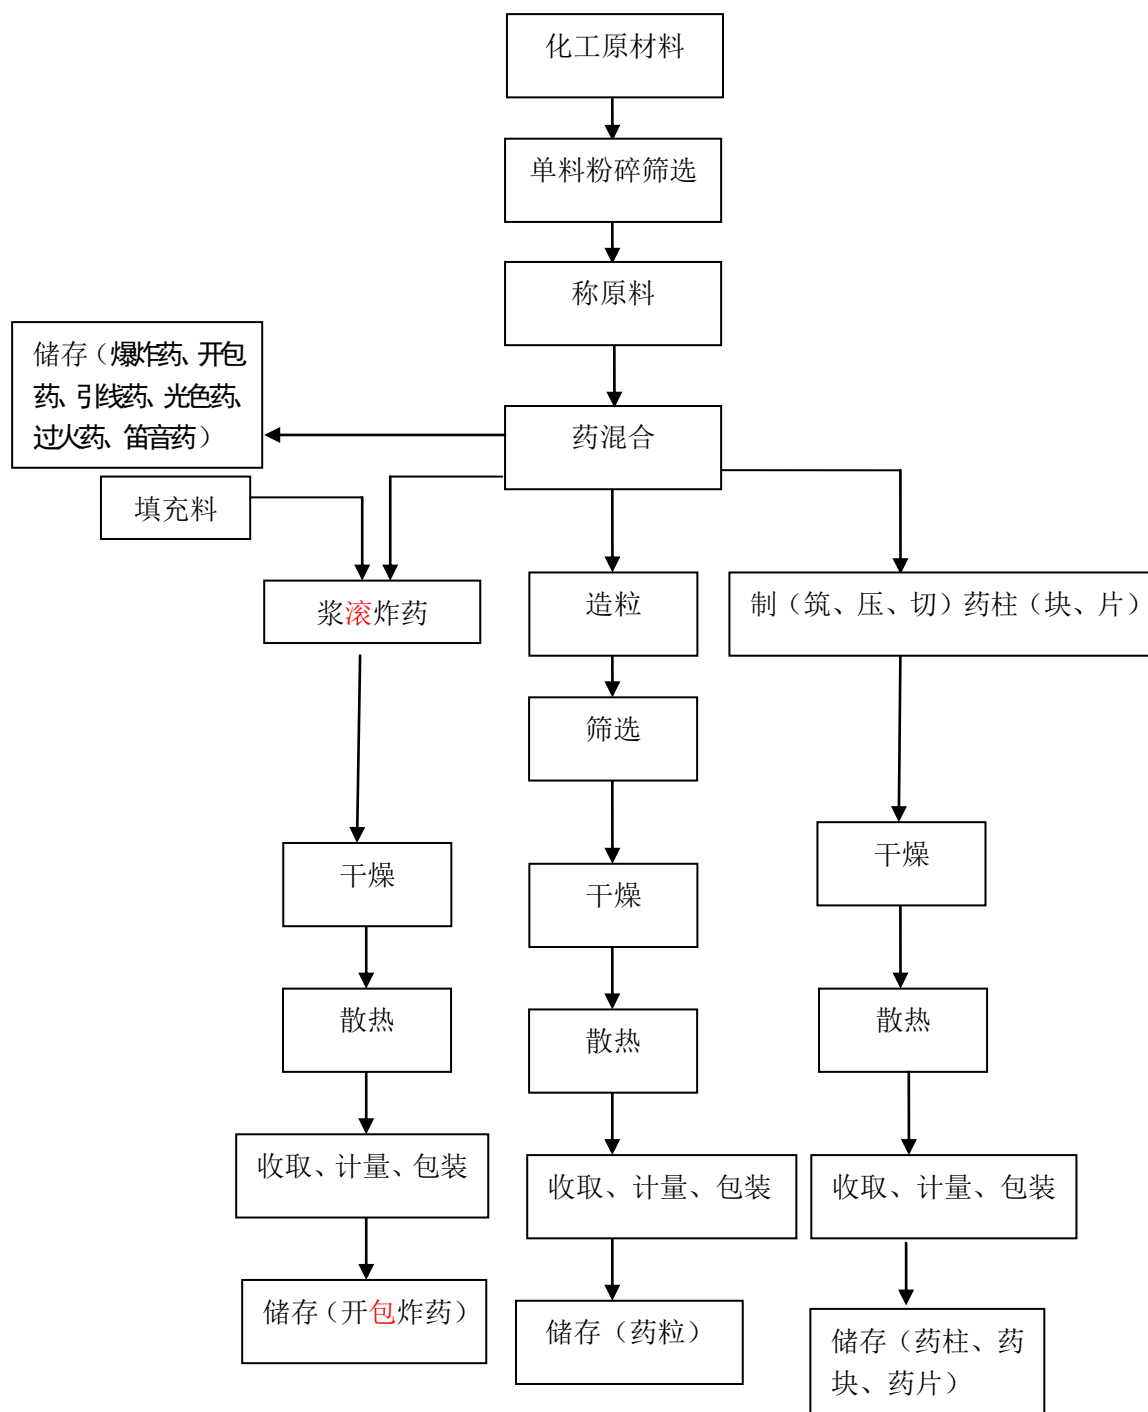 化工原材料
单料粉碎筛选
称原料
储存（爆炸药、开包
药、引线药、光色药、
过火药、笛音药）
药混合
填充料
浆滚炸药
造粒
制（筑、压、切）药柱（块、片）
筛选
干燥
干燥
干燥
散热
散热
散热
收取、计量、包装
收取、计量、包装
收取、计量、包装
储存（开包炸药）
储存（药粒）
储存（药柱、药
块、药片）